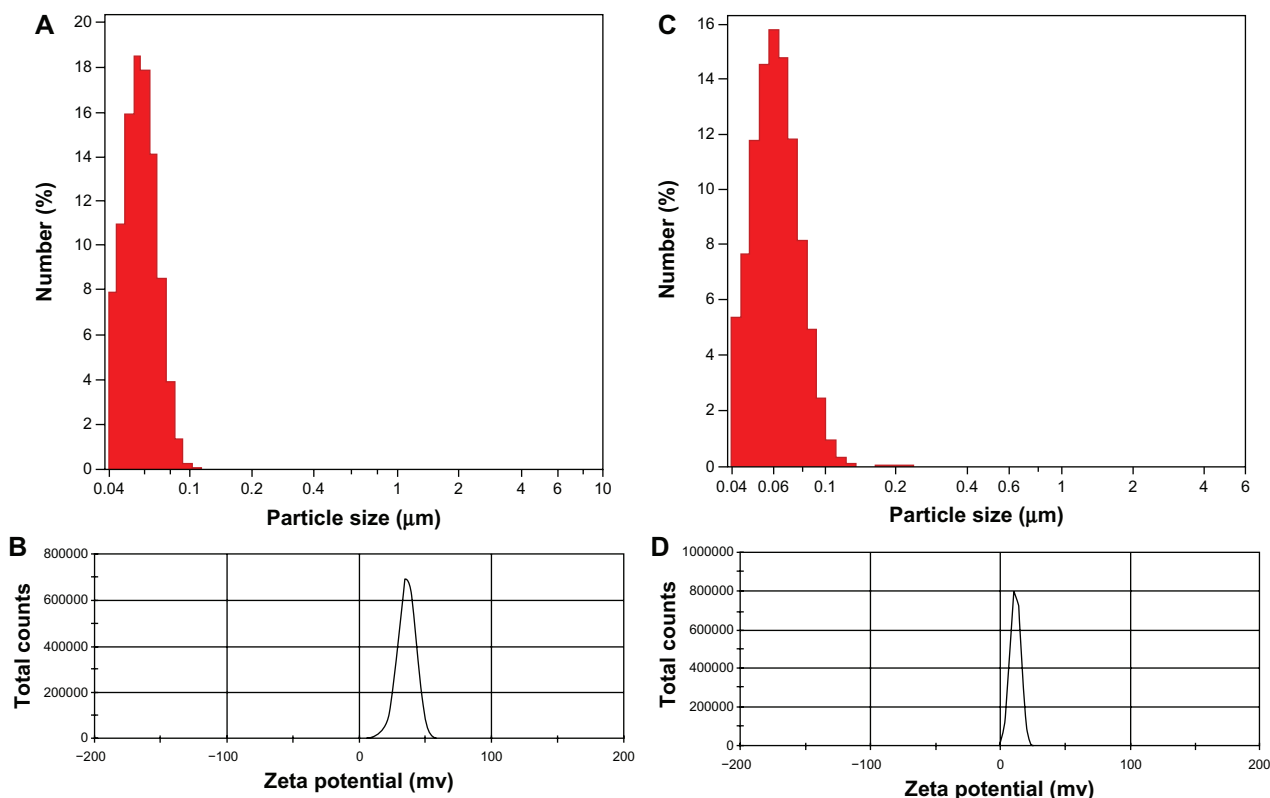 A
20
18
16
14
18
10
8
6
4
2
0
Number (%)
0.04 0.1 0.2 0.4 1 2 4 6 10
Particle size (μm)
B
800000
600000
400000
200000
0
Total counts
−200 −100 0 100 200
Zeta potential (mv)
C
16
14
12
16
8
6
4
2
0
Number (%)
0.04 0.06 0.1 0.2 0.4 0.6 1 2 4 6
Particle size (μm)
D
1000000
800000
600000
400000
200000
0
Total counts
−200 −100 0 100 200
Zeta potential (mv)